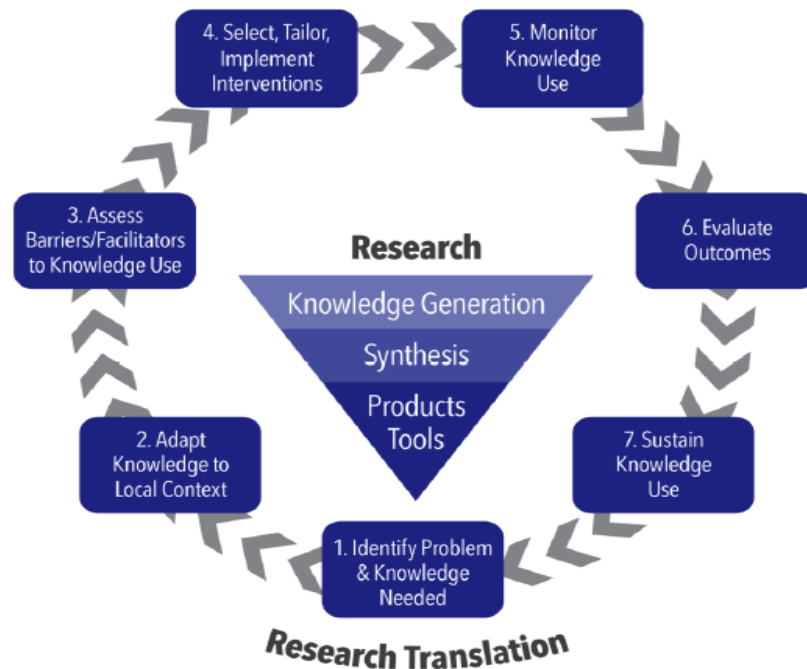 4. Select, Tailor,
Implement
Interventions
5. Monitor
Knowledge
Use
3. Assess
Barriers/Facilitators
to Knowledge Use
6. Evaluate
Outcomes
Research
Knowledge Generation
Synthesis
Products
Tools
2. Adapt
Knowledge to
Local Context
7. Sustain
Knowledge
Use
1. Identify Problem
& Knowledge
Needed
Research Translation